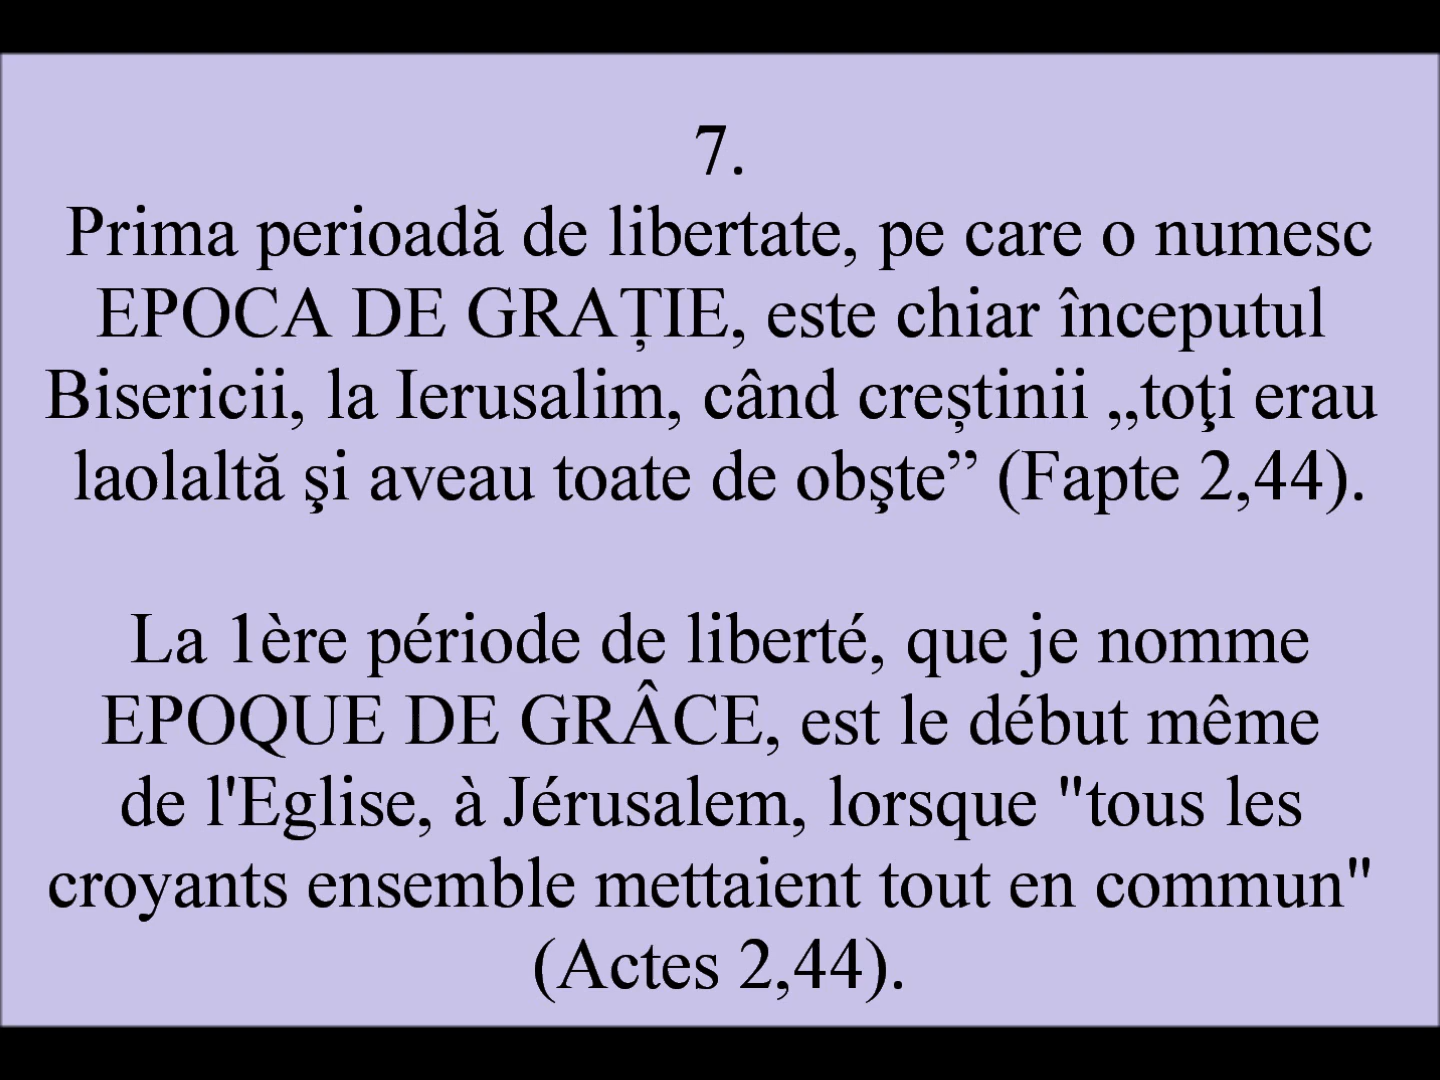 7.
Prima perioadă de libertate, pe care o numesc
EPOCA DE GRAȚIE, este chiar începutul
Bisericii, la Ierusalim, când creștinii ,,toţi erau
laolaltă şi aveau toate de obşte” (Fapte 2,44).
La 1ère période de liberté, que je nomme
EPOQUE DE GRÂCE, est le début même
de l'Eglise, à Jérusalem, lorsque "tous les
croyants ensemble mettaient tout en commun"
(Actes 2,44).